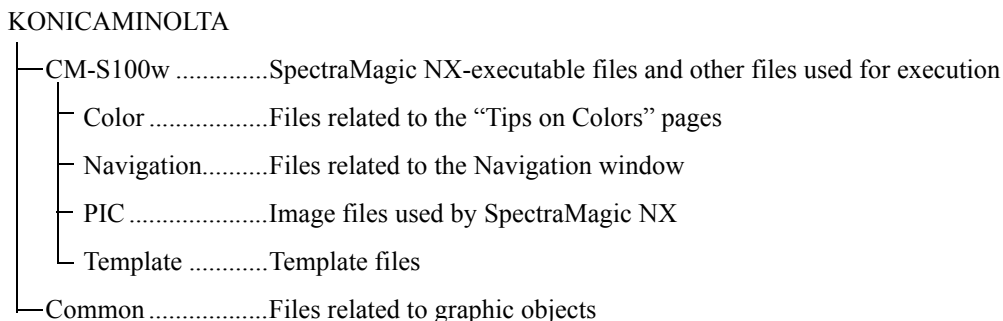 KONICAMINOLTA
CM-S100w ..............SpectraMagic NX-executable files and other files used for execution
Color ..................Files related to the “Tips on Colors” pages
Navigation..........Files related to the Navigation window
PIC .....................Image files used by SpectraMagic NX
Template ............Template files
Common ..................Files related to graphic objects